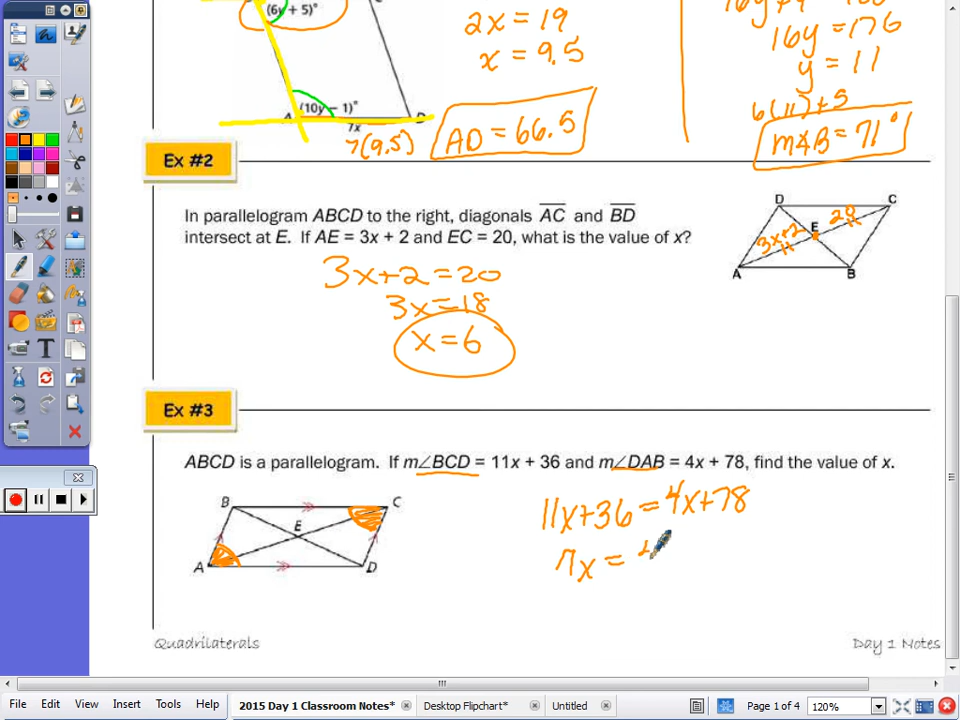 (6y + 5)°
(10y – 1)°
A
D
7x
7(9.5)
2x = 19
x = 9.5
AD = 66.5
16y = 176
y = 11
6(11)+5
m∡B = 71°
Ex #2
In parallelogram ABCD to the right, diagonals AC and BD
intersect at E. If AE = 3x + 2 and EC = 20, what is the value of x?
D
C
E
A
B
3x+2
20
3x+2=20
3x=18
x=6
Ex #3
ABCD is a parallelogram. If m∠BCD = 11x + 36 and m∠DAB = 4x + 78, find the value of x.
B
C
E
A
D
11x+36=4x+78
7x = 4
Quadrilaterals
Day 1 Notes
File Edit View Insert Tools Help
2015 Day 1 Classroom Notes*
Desktop Flipchart*
Untitled
Page 1 of 4
120%